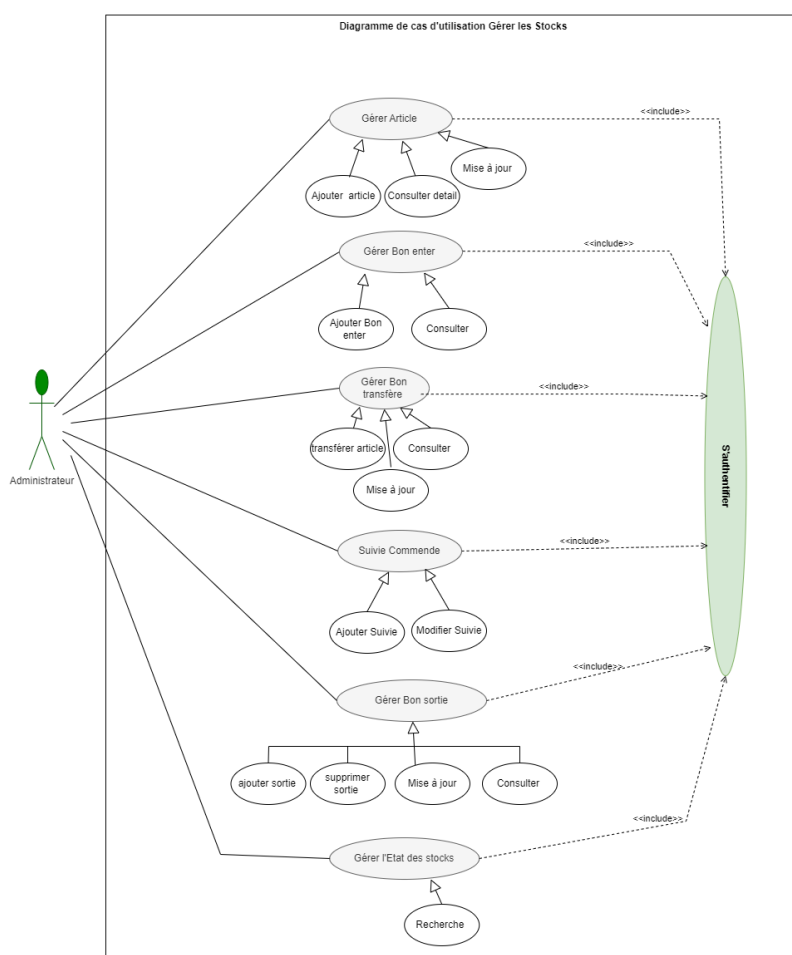 Diagramme de cas d'utilisation Gérer les Stocks
Gérer Article
<<include>>
Ajouter article
Consulter detail
Mise à jour
Gérer Bon enter
<<include>>
Ajouter Bon
enter
Consulter
Gérer Bon
transfère
<<include>>
transférer article
Consulter
Mise à jour
Administrateur
S'authentifier
Suivie Commende
<<include>>
Ajouter Suivie
Modifier Suivie
Gérer Bon sortie
<<include>>
ajouter sortie
supprimer
sortie
Mise à jour
Consulter
Gérer l'Etat des stocks
<<include>>
Recherche